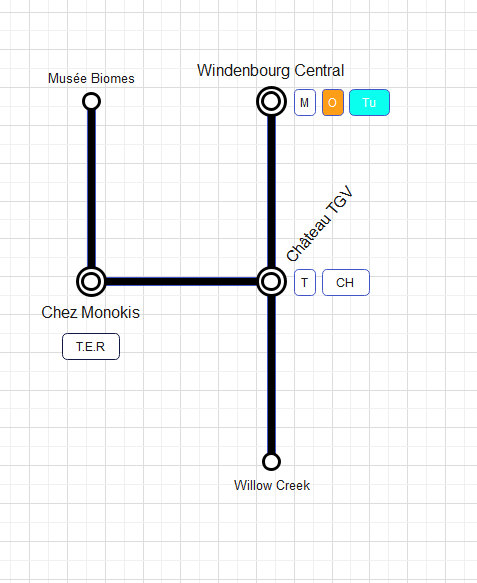 Windenbourg Central
Musée Biomes
M O Tu
Château TGV
T CH
Chez Monokis
T.E.R
Willow Creek